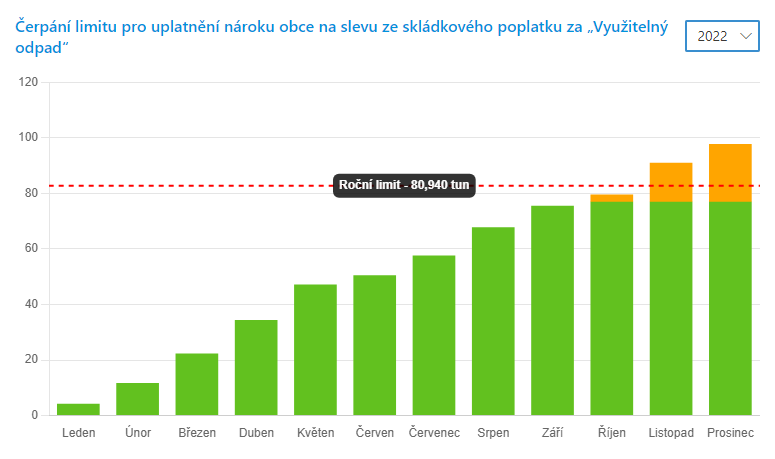 Čerpání limitu pro uplatnění nároku obce na slevu ze skládkového poplatku za „Využitelný
odpad“
2022
120
100
Roční limit - 80,940 tun
80
60
40
20
0
Leden Únor Březen Duben Květen Červen Červenec Srpen Září Říjen Listopad Prosinec